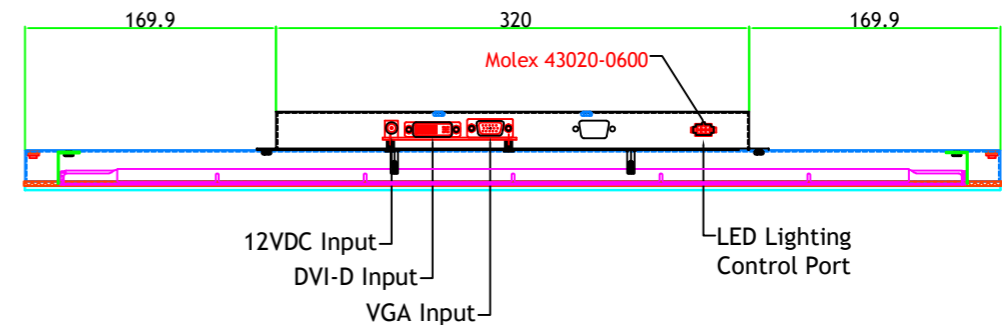 169.9
320
169.9
Molex 43020-0600
12VDC Input
DVI-D Input
VGA Input
LED Lighting
Control Port